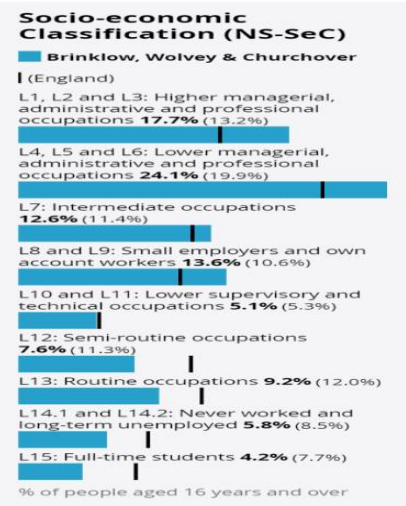 Socio-economic
Classification (NS-SeC)
Brinklow, Wolvey & Churchover
(England)
L1, L2 and L3: Higher managerial,
administrative and professional
occupations 17.7% (13.2%)
L4, L5 and L6: Lower managerial,
administrative and professional
occupations 24.1% (19.9%)
L7: Intermediate occupations
12.6% (11.4%)
L8 and L9: Small employers and own
account workers 13.6% (10.6%)
L10 and L11: Lower supervisory and
technical occupations 5.1% (5.3%)
L12: Semi-routine occupations
7.6% (11.3%)
L13: Routine occupations 9.2% (12.0%)
L14.1 and L14.2: Never worked and
long-term unemployed 5.8% (8.5%)
L15: Full-time students 4.2% (7.7%)
% of people aged 16 years and over